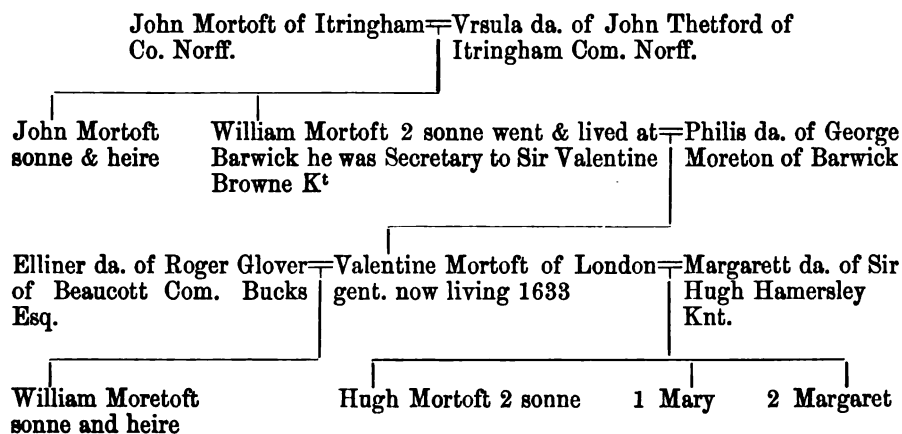 John Mortoft of Itringham=Vrsula da. of John Thetford of
Co. Norff. Itringham Com. Norff.
John Mortoft William Mortoft 2 sonne went & lived at=Philis da. of George
sonne & heire Barwick he was Secretary to Sir Valentine Moreton of Barwick
Browne Kᵗ
Elliner da. of Roger Glover=Valentine Mortoft of London=Margarett da. of Sir
of Beaucott Com. Bucks gent. now living 1633 Hugh Hamersley
Esq. Knt.
William Moretoft Hugh Mortoft 2 sonne 1 Mary 2 Margaret
sonne and heire